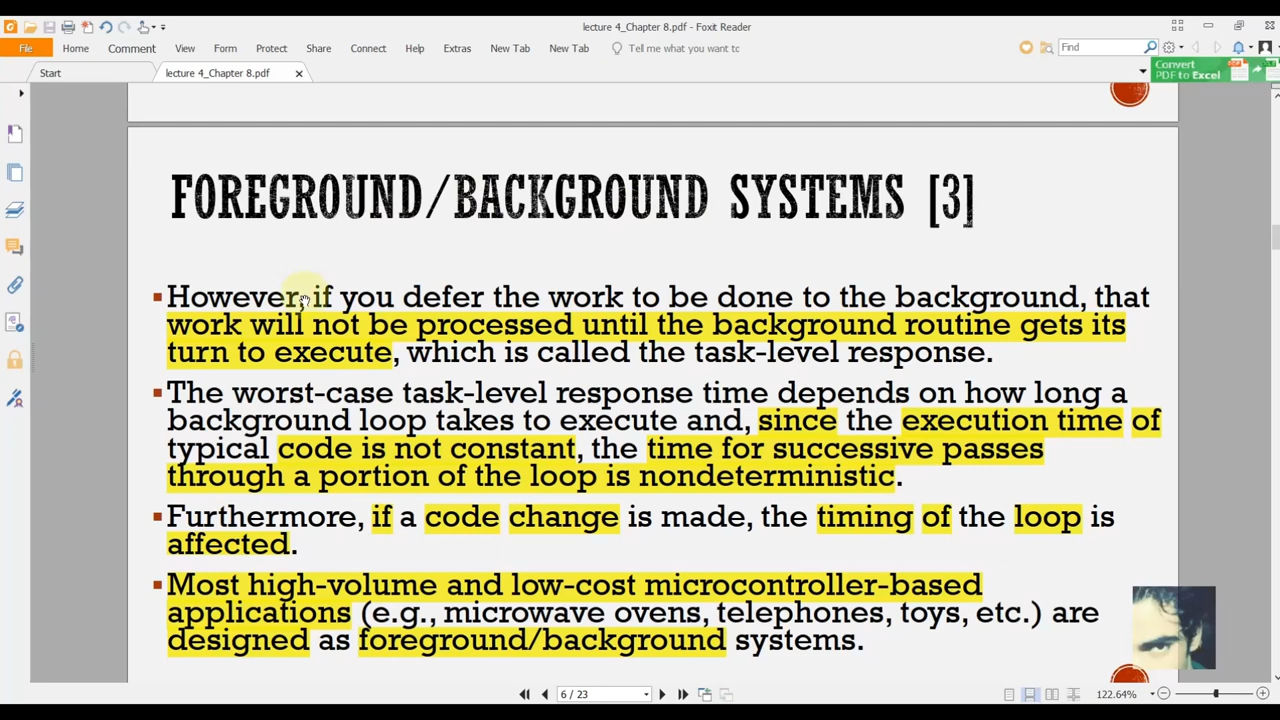 lecture 4_Chapter 8.pdf - Foxit Reader
File Home Comment View Form Protect Share Connect Help Extras New Tab New Tab Tell me what you want to Find
Start lecture 4_Chapter 8.pdf
Convert
PDF to Excel
FOREGROUND/BACKGROUND SYSTEMS [3]
However, if you defer the work to be done to the background, that
work will not be processed until the background routine gets its
turn to execute, which is called the task-level response.
The worst-case task-level response time depends on how long a
background loop takes to execute and, since the execution time of
typical code is not constant, the time for successive passes
through a portion of the loop is nondeterministic.
Furthermore, if a code change is made, the timing of the loop is
affected.
Most high-volume and low-cost microcontroller-based
applications (e.g., microwave ovens, telephones, toys, etc.) are
designed as foreground/background systems.
6 / 23 122.64%